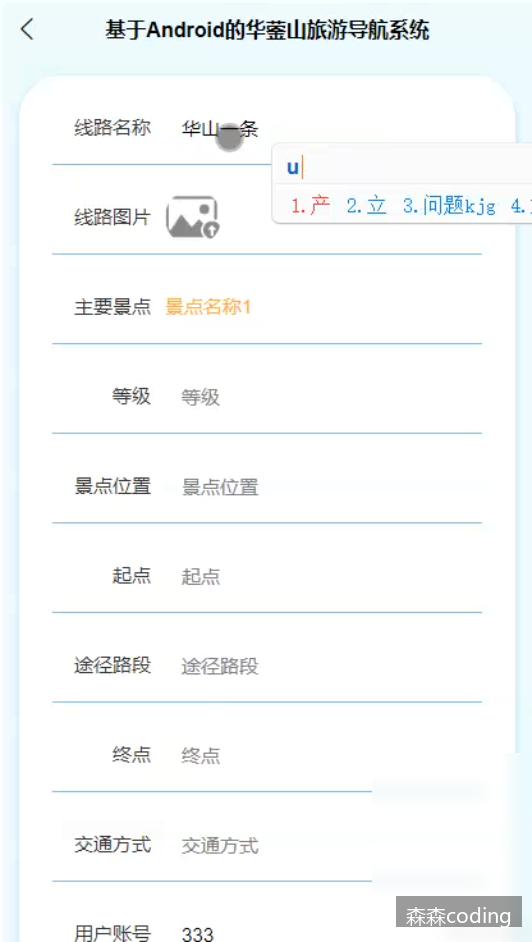 基于Android的华蓥山旅游导航系统
线路名称 华山一条
u
1.产 2.立 3.问题kjg 4.
线路图片
主要景点 景点名称1
等级 等级
景点位置 景点位置
起点 起点
途径路段 途径路段
终点 终点
交通方式 交通方式
用户账号 333
森森coding